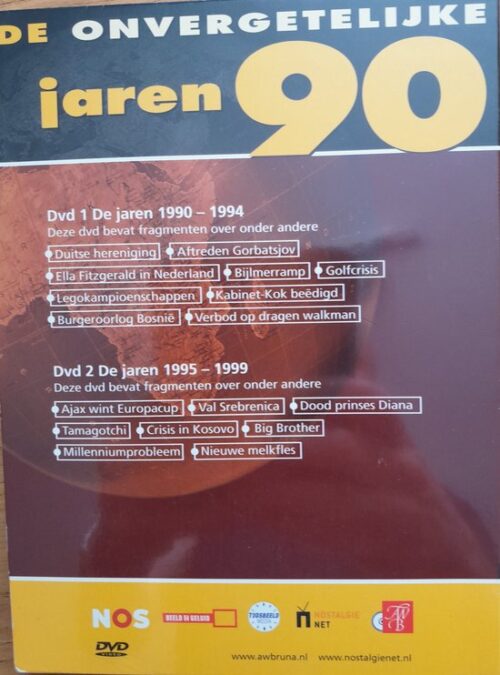 DE ONVERGETELIJKE
jaren 90
Dvd 1 De jaren 1990 – 1994
Deze dvd bevat fragmenten over onder andere
Duitse hereniging Aftreden Gorbatsjov
Ella Fitzgerald in Nederland Bijlmerramp Golfcrisis
Legokampioenschappen Kabinet-Kok beëdigd
Burgeroorlog Bosnië Verbod op dragen walkman
Dvd 2 De jaren 1995 – 1999
Deze dvd bevat fragmenten over onder andere
Ajax wint Europacup Val Srebrenica Dood prinses Diana
Tamagotchi Crisis in Kosovo Big Brother
Millenniumprobleem Nieuwe melkfles
NOS BEELD EN GELUID TIJDSBEELD NOSTALGIE NET AWB
DVD VIDEO
www.awbruna.nl www.nostalgienet.nl